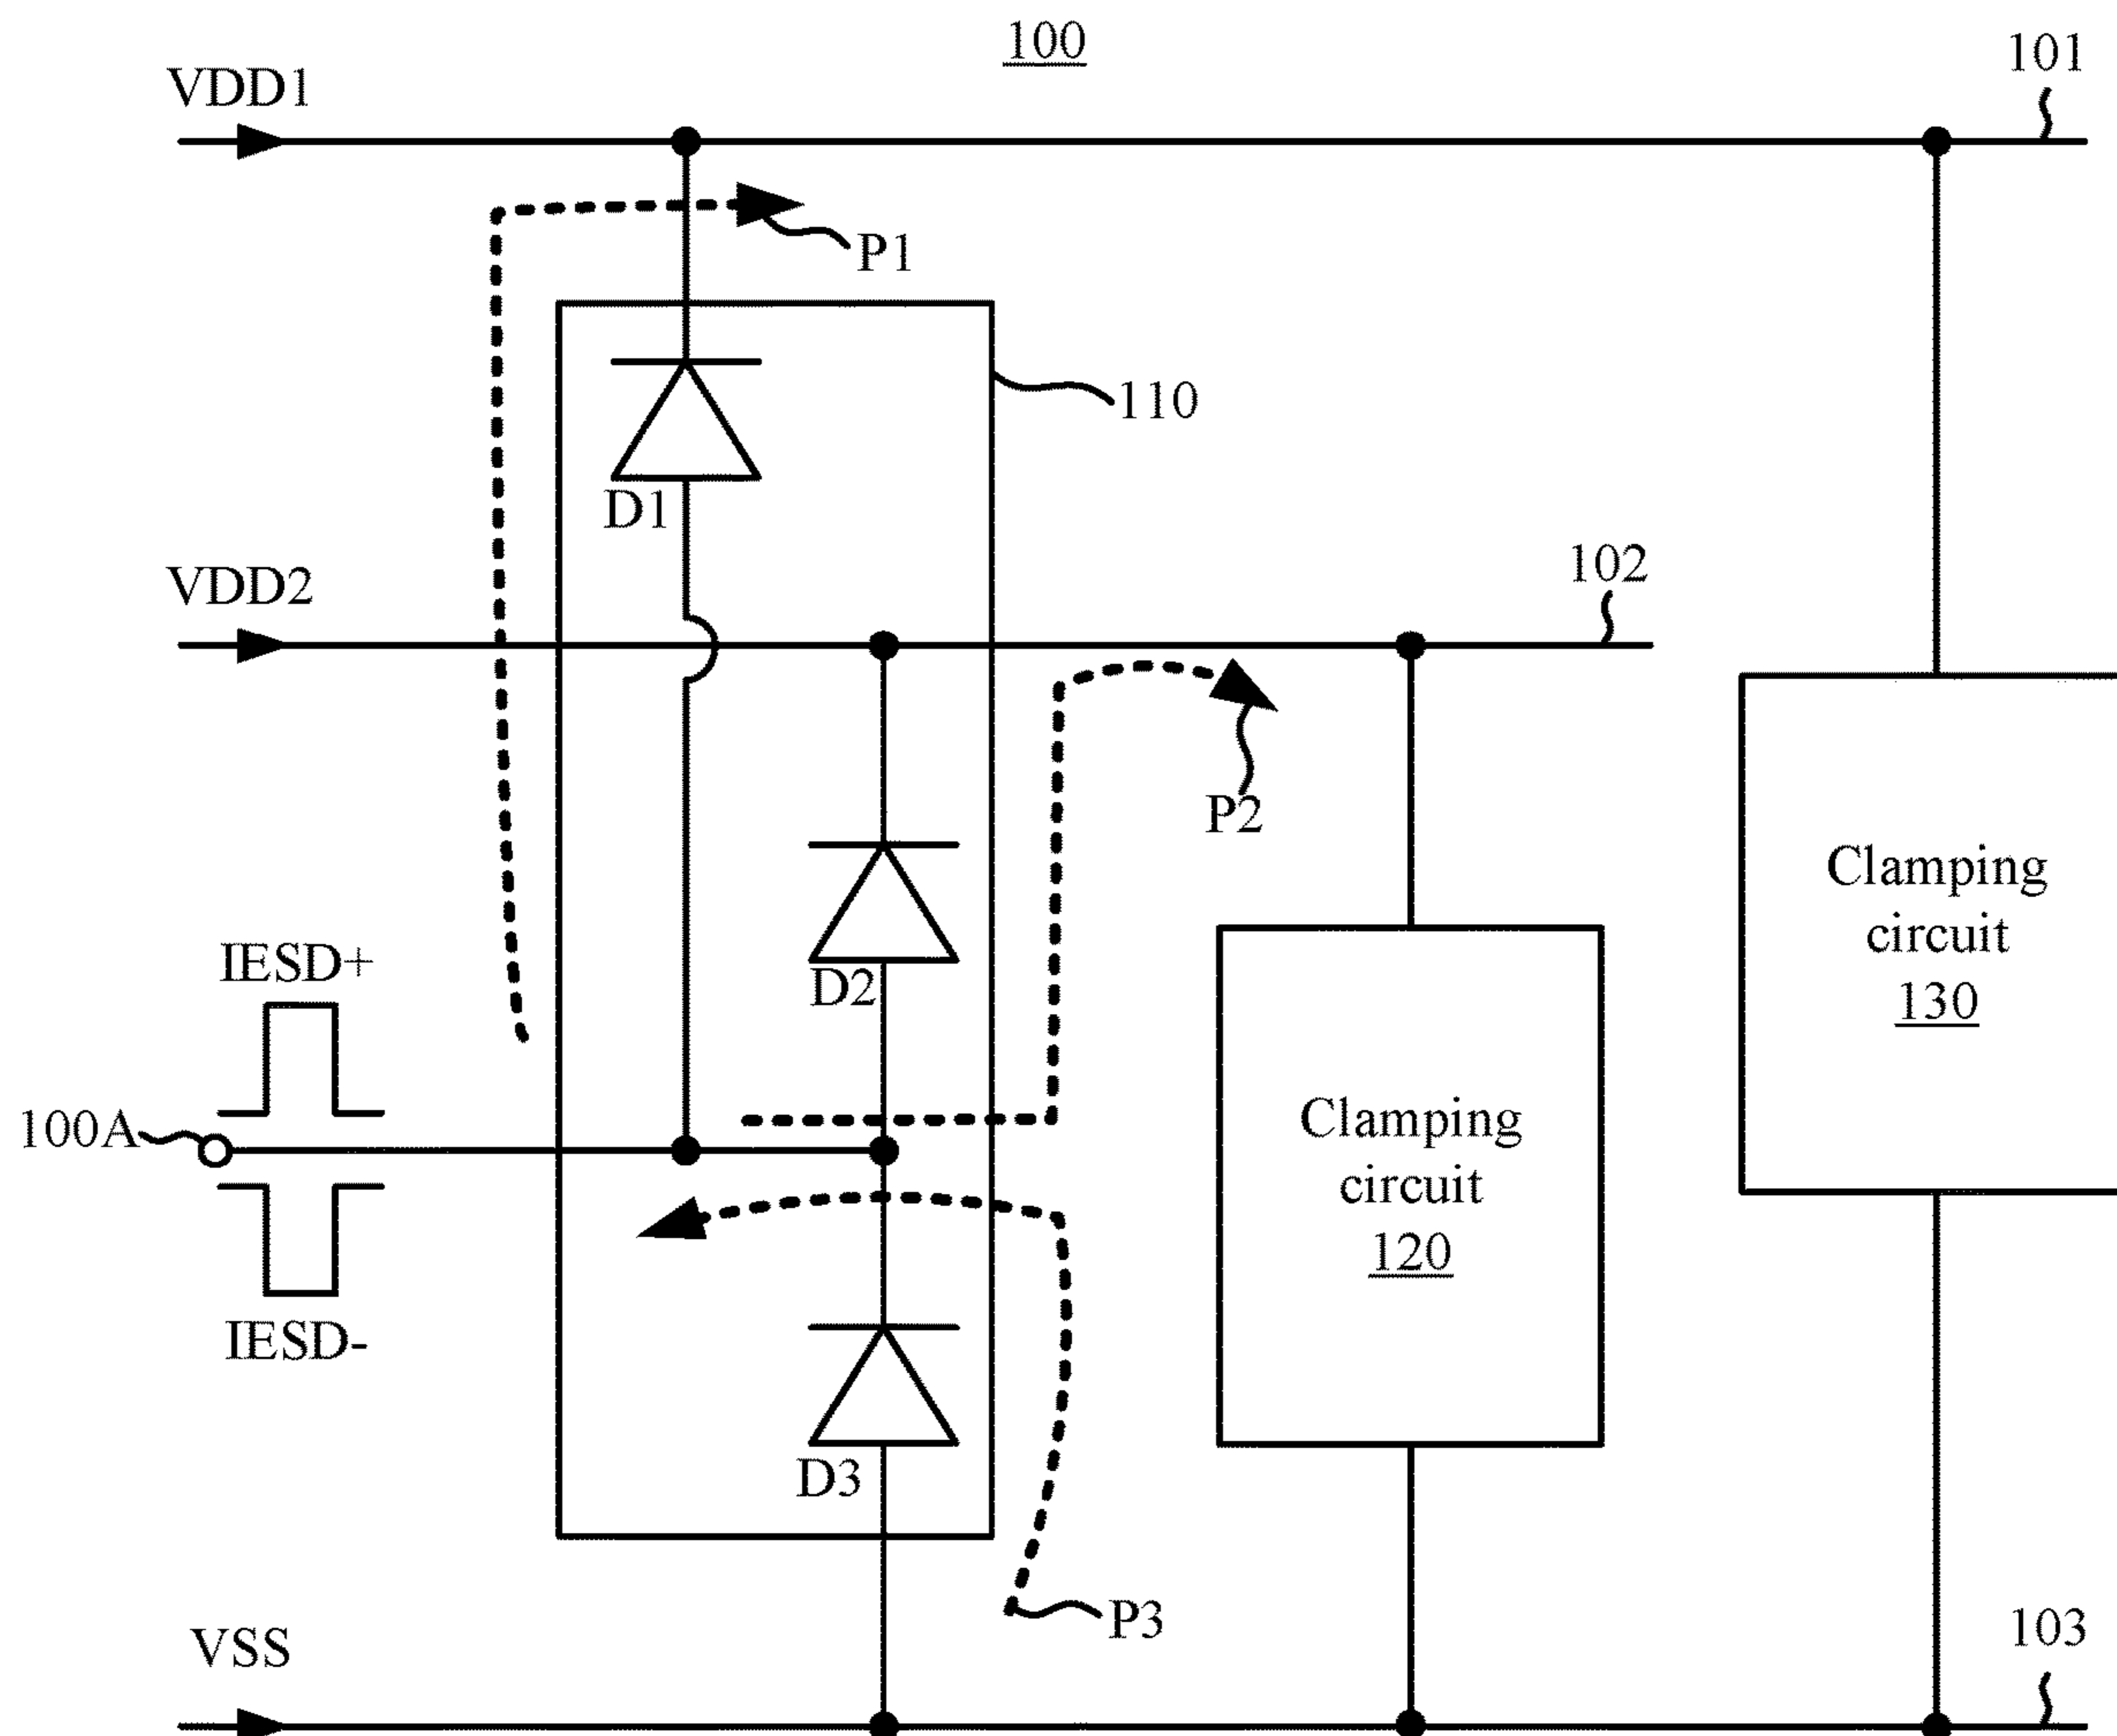 100
101
VDD1
P1
110
D1
102
VDD2
P2
Clamping
circuit
130
IESD+
D2
100A
Clamping
circuit
120
IESD-
D3
P3
VSS
103